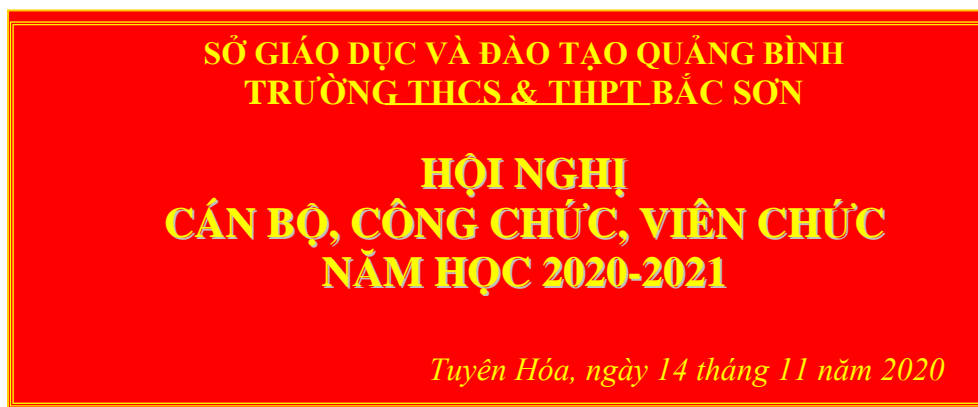 SỞ GIÁO DỤC VÀ ĐÀO TẠO QUẢNG BÌNH
TRƯỜNG THCS & THPT BẮC SƠN
HỘI NGHỊ
CÁN BỘ, CÔNG CHỨC, VIÊN CHỨC
NĂM HỌC 2020-2021
Tuyên Hóa, ngày 14 tháng 11 năm 2020